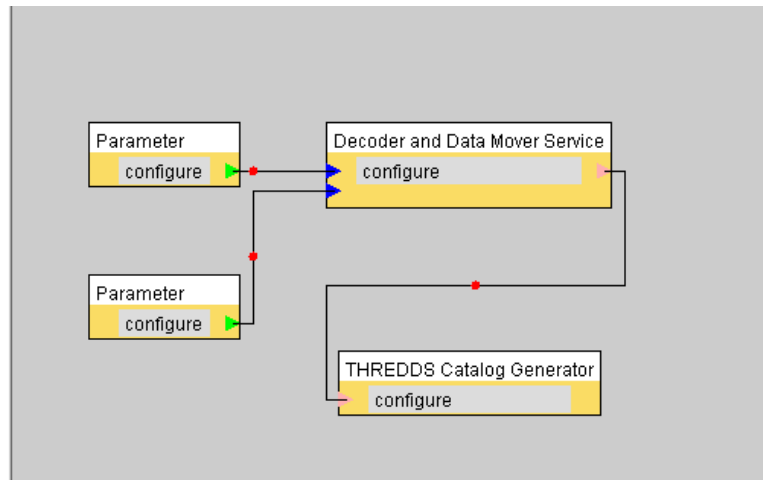 Parameter
configure
Decoder and Data Mover Service
configure
Parameter
configure
THREDDS Catalog Generator
configure